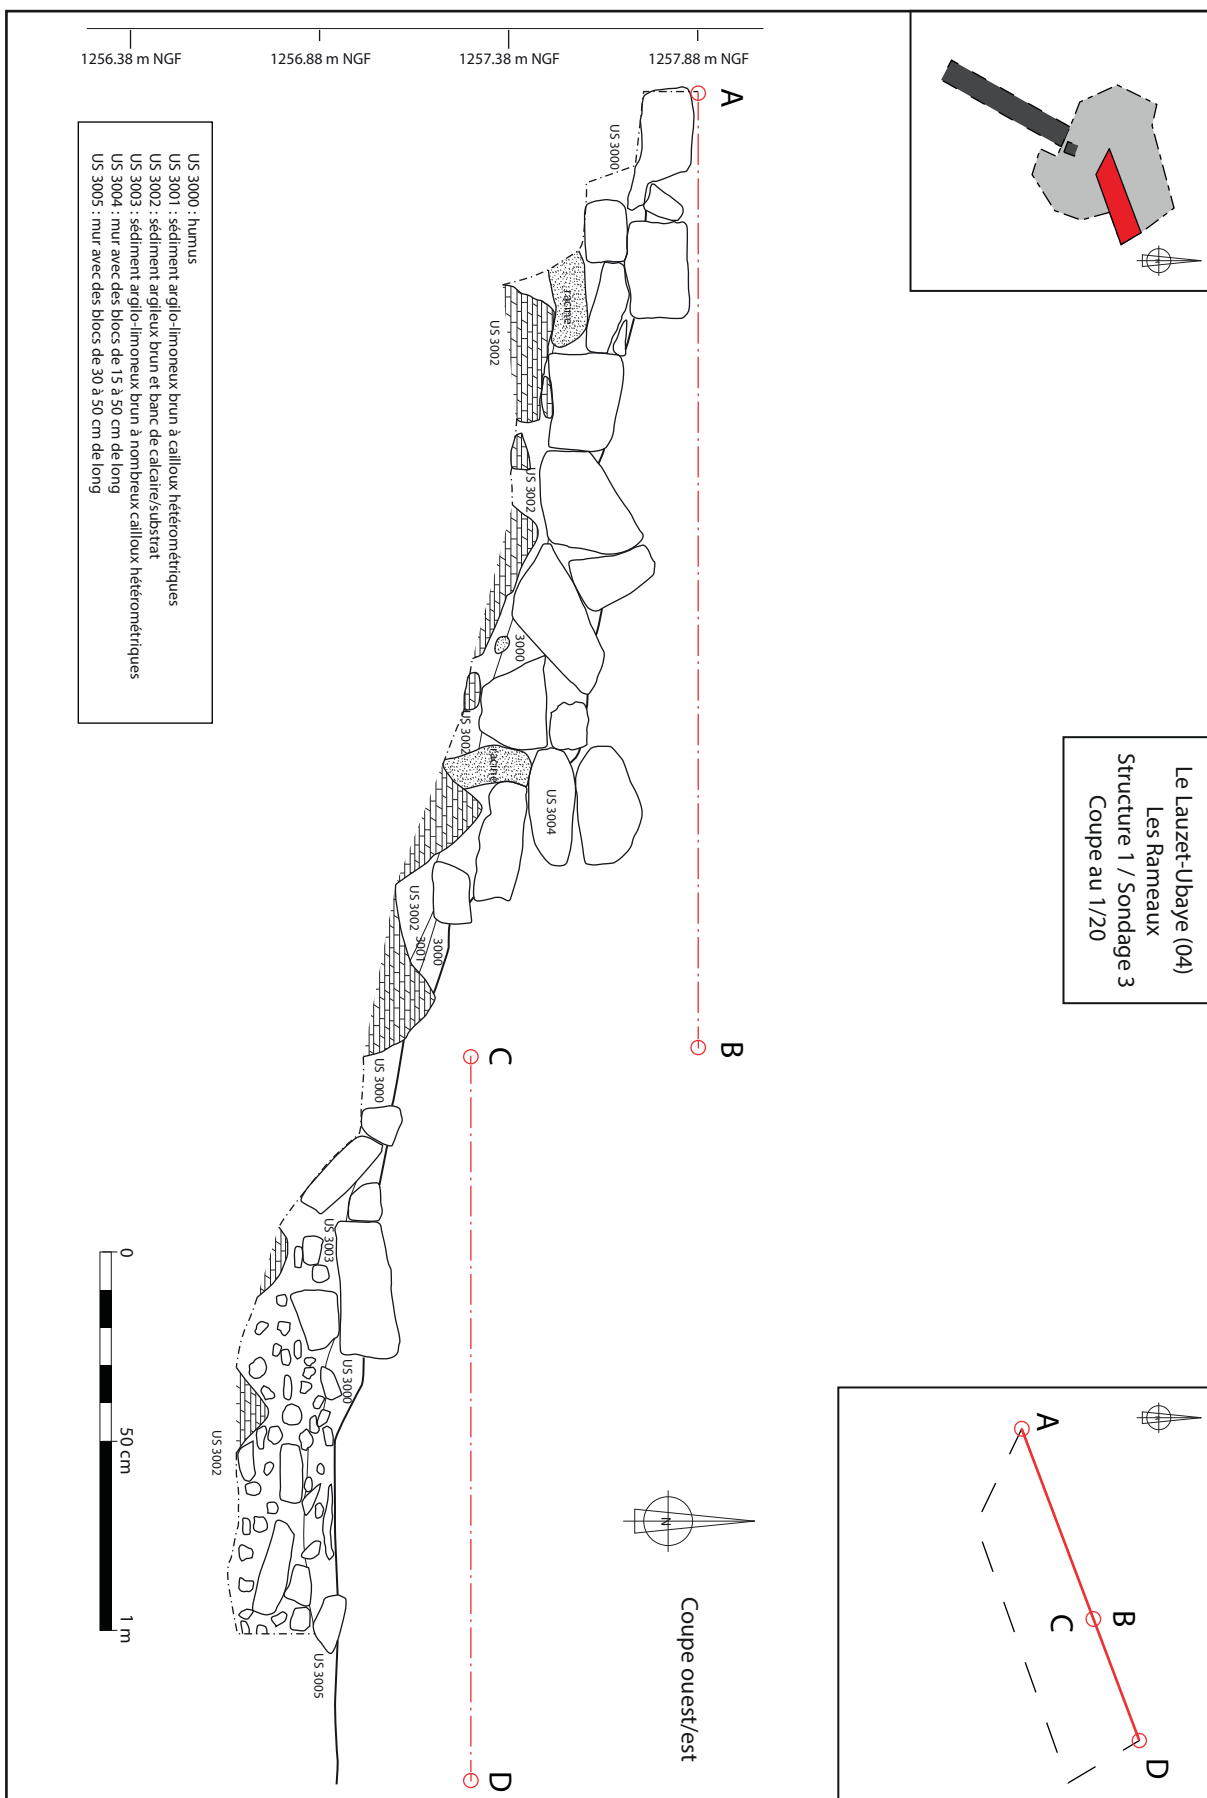 Le Lauzet-Ubaye (04)
Les Rameaux
Structure 1 / Sondage 3
Coupe au 1/20
N
1257.88 m NGF
1257.38 m NGF
1256.88 m NGF
1256.38 m NGF
A
B
C
D
US 3000
racine
US 3002
US 3002
3000
US 3002
racine
US 3004
US 3002
3001
3000
US 3000
US 3003
US 3000
US 3002
US 3005
US 3000 : humus
US 3001 : sédiment argilo-limoneux brun à cailloux hétérométriques
US 3002 : sédiment argileux brun et banc de calcaire/substrat
US 3003 : sédiment argilo-limoneux brun à nombreux cailloux hétérométriques
US 3004 : mur avec des blocs de 15 à 50 cm de long
US 3005 : mur avec des blocs de 30 à 50 cm de long
0
50 cm
1 m
N
Coupe ouest/est
N
A
B
C
D